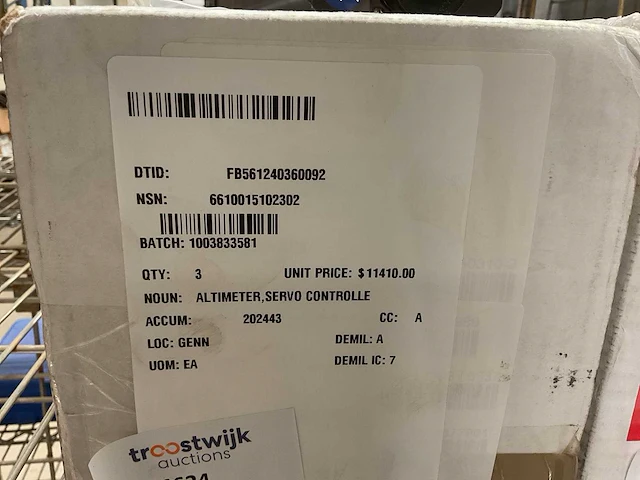 DTID: FB561240360092
NSN: 6610015102302
BATCH: 1003833581
QTY: 3 UNIT PRICE: $11410.00
NOUN: ALTIMETER,SERVO CONTROLLE
ACCUM: 202443 CC: A
LOC: GENN DEMIL: A
UOM: EA DEMIL IC: 7
troostwijk
auctions